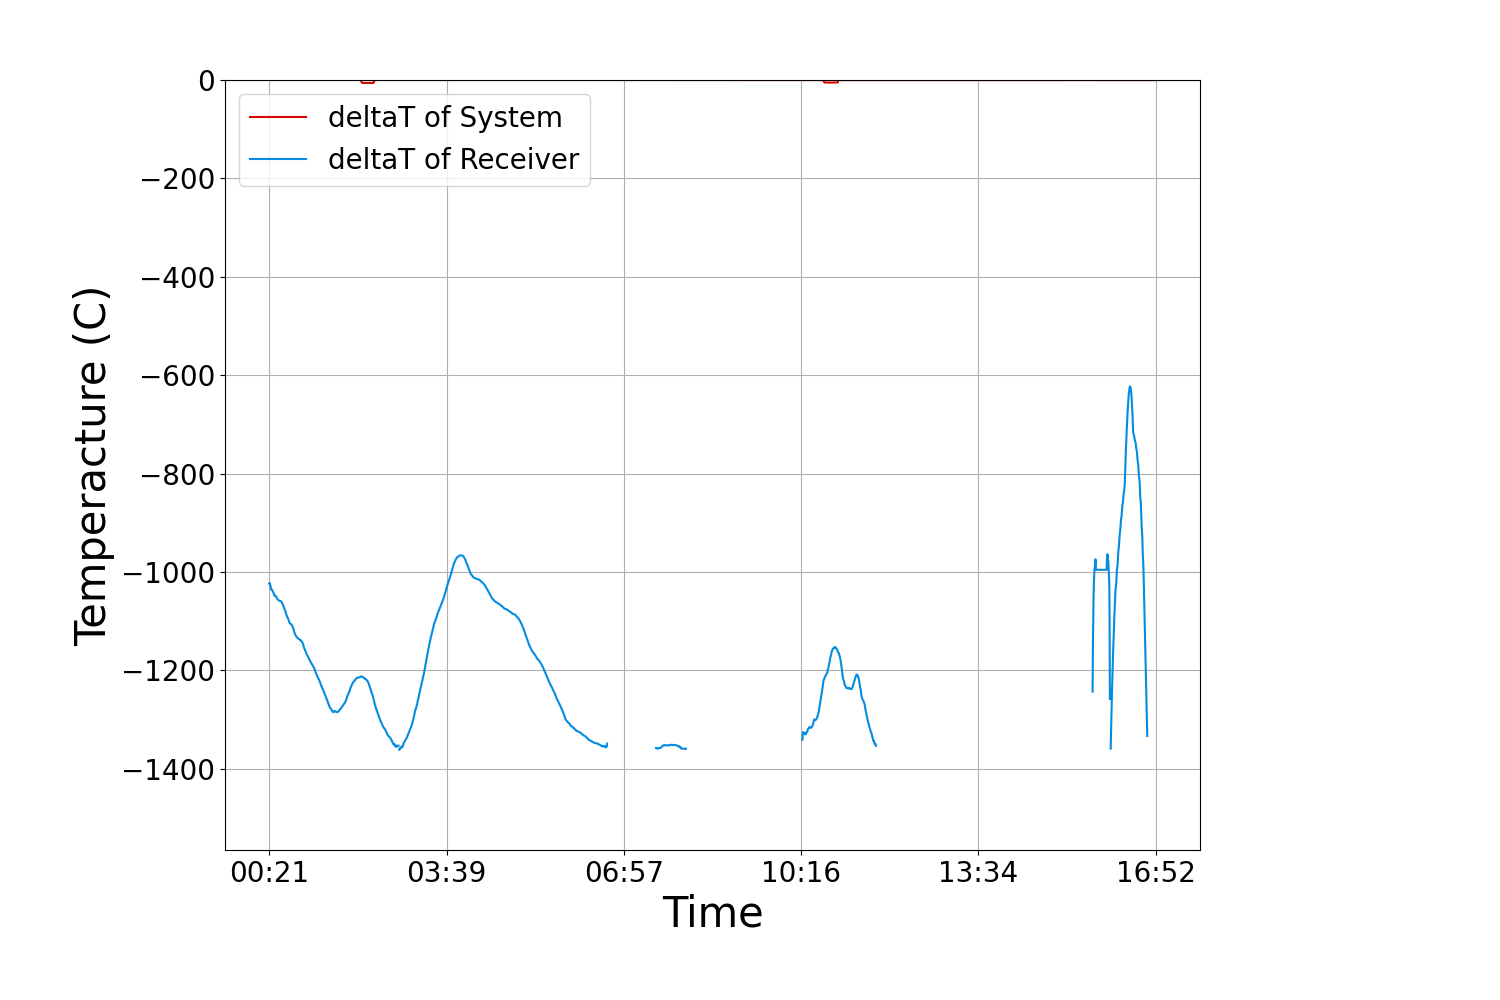 0
−200
−400
−600
−800
−1000
−1200
−1400
Temperacture (C)
deltaT of System
deltaT of Receiver
00:21 03:39 06:57 10:16 13:34 16:52
Time